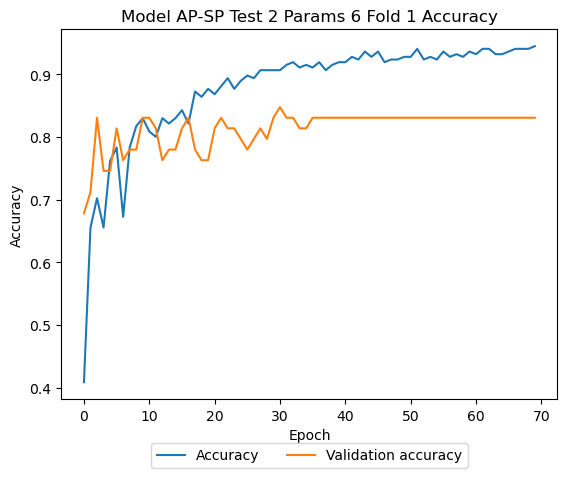 Model AP-SP Test 2 Params 6 Fold 1 Accuracy
Accuracy
0.9
0.8
0.7
0.6
0.5
0.4
0 10 20 30 40 50 60 70
Epoch
Accuracy Validation accuracy